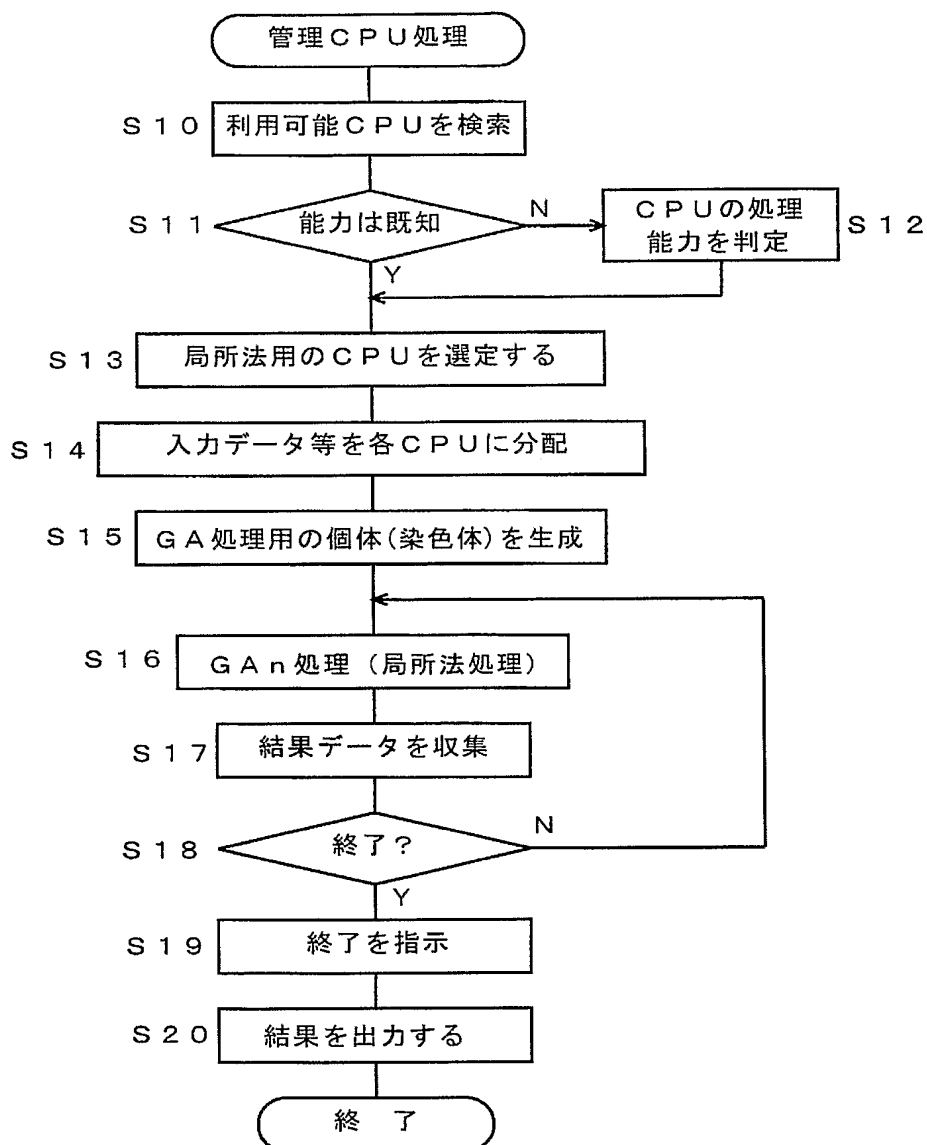 管理CPU処理
S10 利用可能CPUを検索
S11 能力は既知 N
CPUの処理
能力を判定
S12
Y
S13 局所法用のCPUを選定する
S14 入力データ等を各CPUに分配
S15 GA処理用の個体(染色体)を生成
S16 GAn処理(局所法処理)
S17 結果データを収集
S18 終了? N
Y
S19 終了を指示
S20 結果を出力する
終 了